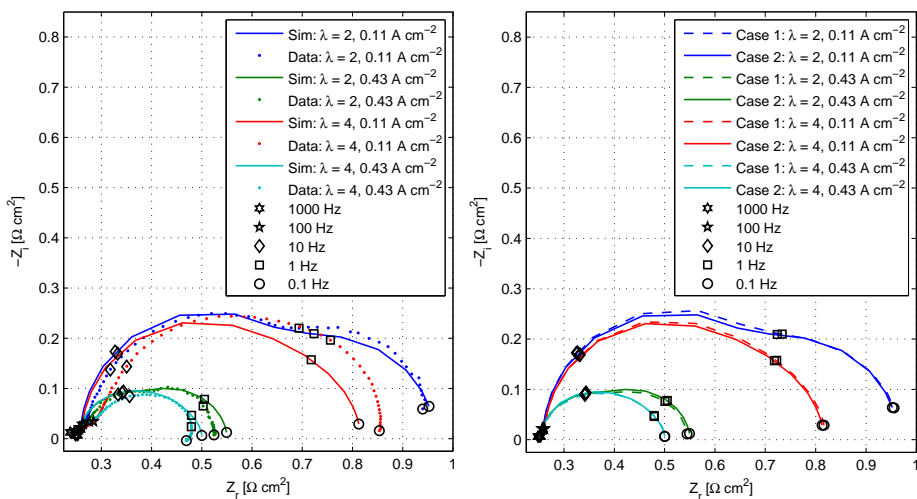 0.8
0.7
0.6
0.5
0.4
0.3
0.2
0.1
0
−Zi [Ω cm²]
0.3 0.4 0.5 0.6 0.7 0.8 0.9 1
Zr [Ω cm²]
Sim: λ = 2, 0.11 A cm⁻²
Data: λ = 2, 0.11 A cm⁻²
Sim: λ = 2, 0.43 A cm⁻²
Data: λ = 2, 0.43 A cm⁻²
Sim: λ = 4, 0.11 A cm⁻²
Data: λ = 4, 0.11 A cm⁻²
Sim: λ = 4, 0.43 A cm⁻²
Data: λ = 4, 0.43 A cm⁻²
1000 Hz
100 Hz
10 Hz
1 Hz
0.1 Hz
0.8
0.7
0.6
0.5
0.4
0.3
0.2
0.1
0
−Zi [Ω cm²]
0.3 0.4 0.5 0.6 0.7 0.8 0.9 1
Zr [Ω cm²]
Case 1: λ = 2, 0.11 A cm⁻²
Case 2: λ = 2, 0.11 A cm⁻²
Case 1: λ = 2, 0.43 A cm⁻²
Case 2: λ = 2, 0.43 A cm⁻²
Case 1: λ = 4, 0.11 A cm⁻²
Case 2: λ = 4, 0.11 A cm⁻²
Case 1: λ = 4, 0.43 A cm⁻²
Case 2: λ = 4, 0.43 A cm⁻²
1000 Hz
100 Hz
10 Hz
1 Hz
0.1 Hz